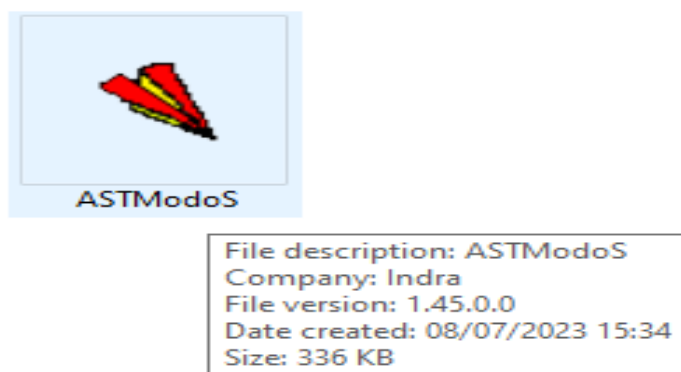 ASTModoS
File description: ASTModoS
Company: Indra
File version: 1.45.0.0
Date created: 08/07/2023 15:34
Size: 336 KB